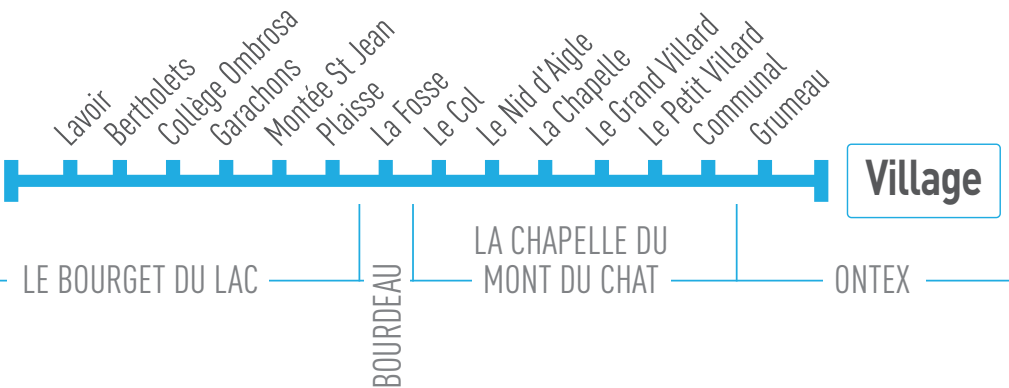 Lavoir
Bertholets
Collège Ombrosa
Garachons
Montée St Jean
Plaisse
La Fosse
Le Col
Le Nid d'Aigle
La Chapelle
Le Grand Villard
Le Petit Villard
Communal
Grumeau
Village
LE BOURGET DU LAC
BOURDEAU
LA CHAPELLE DU
MONT DU CHAT
ONTEX